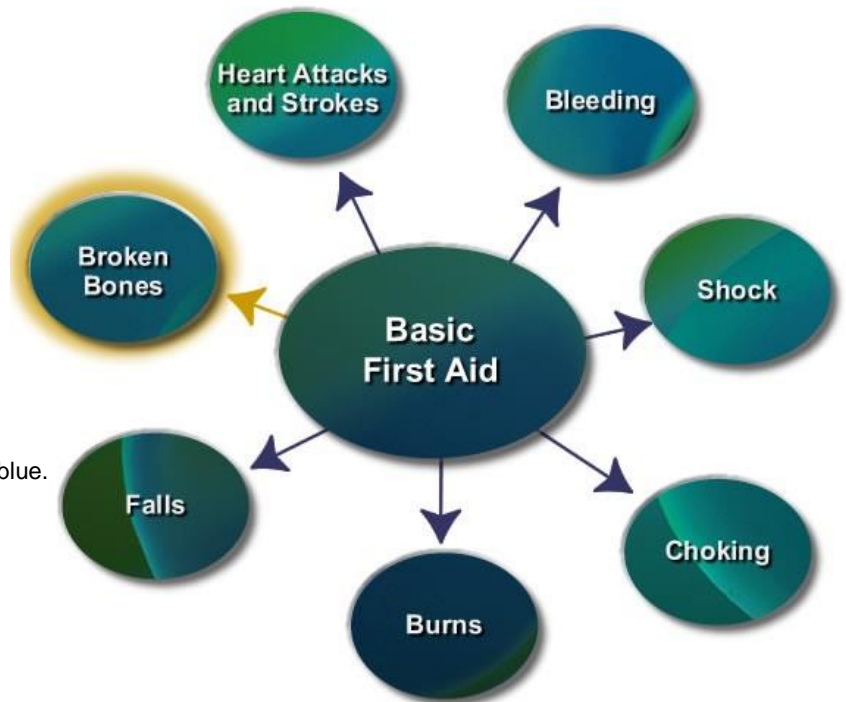 Heart Attacks
and Strokes
Bleeding
Broken
Bones
Shock
Basic
First Aid
blue.
Falls
Choking
Burns